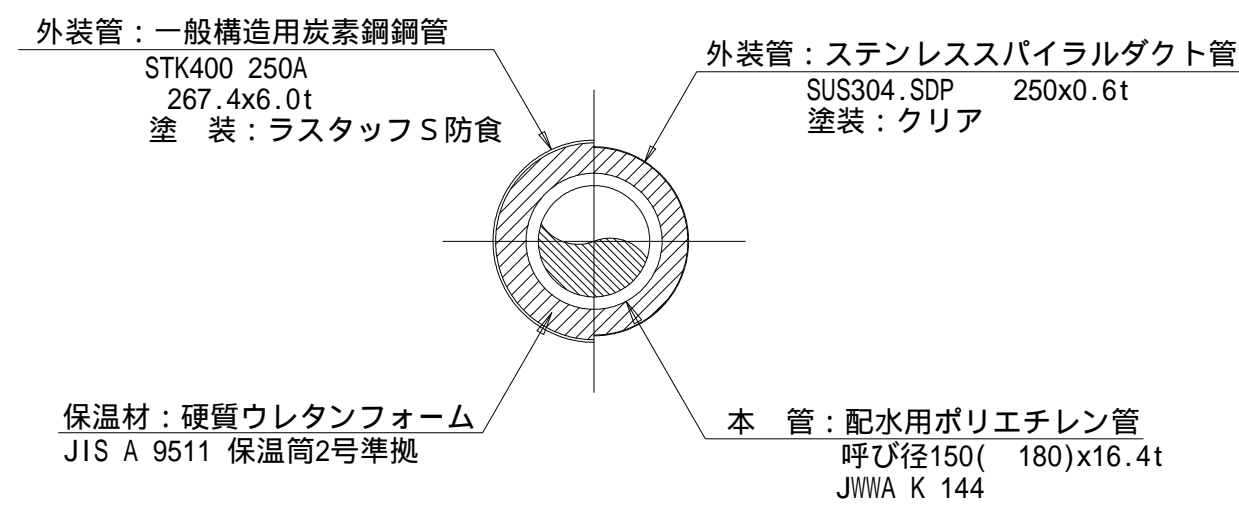 外装管：一般構造用炭素鋼鋼管
STK400 250A
267.4x6.0t
塗　装：ラスタッフＳ防食
外装管：ステンレススパイラルダクト管
SUS304.SDP　　250x0.6t
塗装：クリア
保温材：硬質ウレタンフォーム
JIS A 9511 保温筒2号準拠
本　管：配水用ポリエチレン管
呼び径150(　180)x16.4t
JWWA K 144